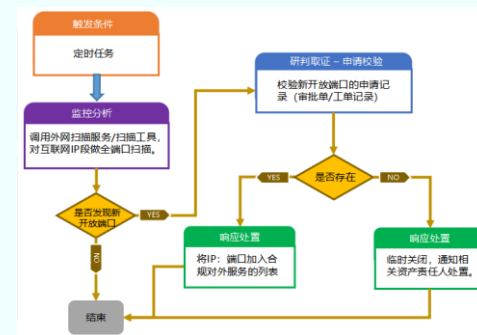 触发条件
定时任务
监控分析
调用外网扫描服务/扫描工具，
对互联网IP段做全端口扫描。
是否发现新
开放端口
YES
NO
研判取证 – 申请校验
校验新开放端口的申请记
录（审批单/工单记录）
是否存在
YES
NO
响应处置
将IP：端口加入合
规对外服务的列表
响应处置
临时关闭，通知相
关资产责任人处置。
结束